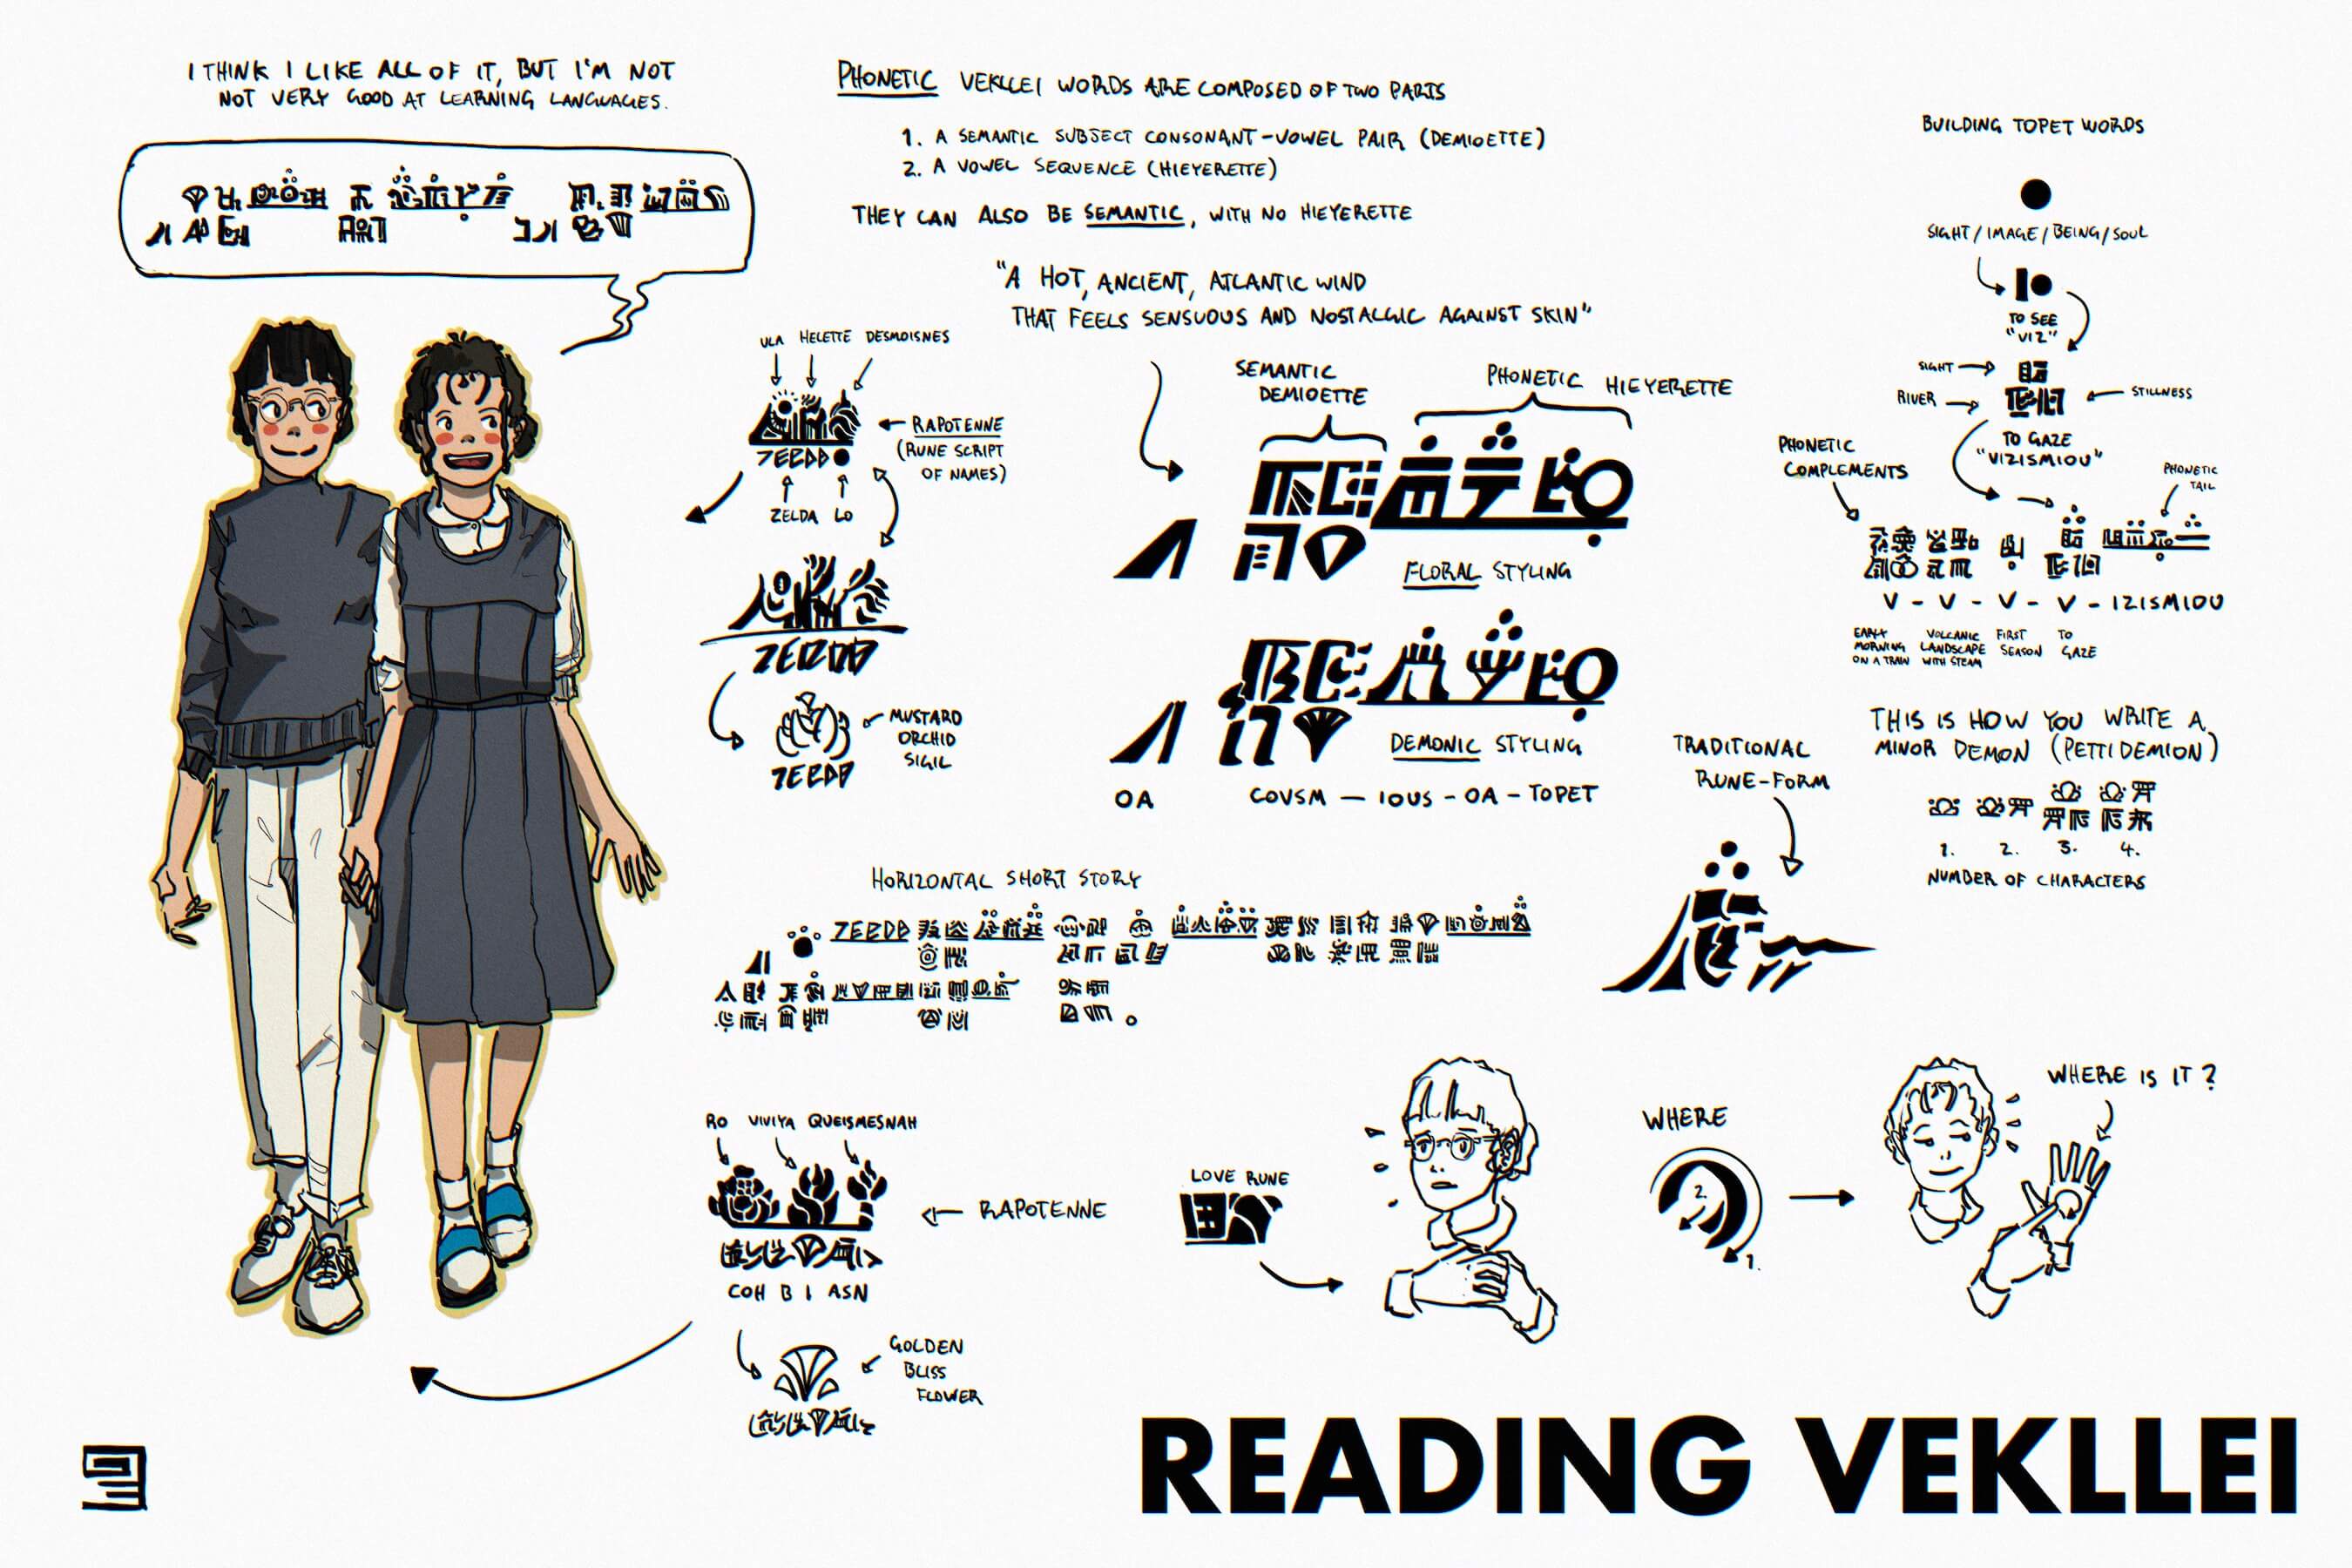 I THINK I LIKE ALL OF IT, BUT I'M NOT
NOT VERY GOOD AT LEARNING LANGUAGES.
PHONETIC VEKLLEI WORDS ARE COMPOSED OF TWO PARTS
1. A SEMANTIC SUBJECT CONSONANT-VOWEL PAIR (DEMIOETTE)
2. A VOWEL SEQUENCE (HIEYERETTE)
THEY CAN ALSO BE SEMANTIC, WITH NO HIEYERETTE
"A HOT, ANCIENT, ATLANTIC WIND
THAT FEELS SENSUOUS AND NOSTALGIC AGAINST SKIN"
SEMANTIC
DEMIOETTE
PHONETIC HIEYERETTE
FLORAL STYLING
DEMONIC STYLING
OA COVSM — IOUS - OA - TOPET
ULA HELETTE DESMOISNES
RAPOTENNE
(RUNE SCRIPT
OF NAMES)
ZELDA LO
MUSTARD
ORCHID
SIGIL
BUILDING TOPET WORDS
SIGHT / IMAGE / BEING / SOUL
TO SEE
"VIZ"
SIGHT
RIVER
STILLNESS
TO GAZE
"VIZISMIOU"
PHONETIC
COMPLEMENTS
PHONETIC
TAIL
V - V - V - V - IZISMIOU
EARLY
MORNING
ON A TRAIN
VOLCANIC
LANDSCAPE
WITH STEAM
FIRST
SEASON
TO
GAZE
THIS IS HOW YOU WRITE A
MINOR DEMON (PETTIDEMION)
1. 2. 3. 4.
NUMBER OF CHARACTERS
TRADITIONAL
RUNE-FORM
HORIZONTAL SHORT STORY
RO VIVIYA QUEISMESNAH
RAPOTENNE
COH B I ASN
GOLDEN
BLISS
FLOWER
LOVE RUNE
WHERE
2.
1.
WHERE IS IT?
READING VEKLLEI